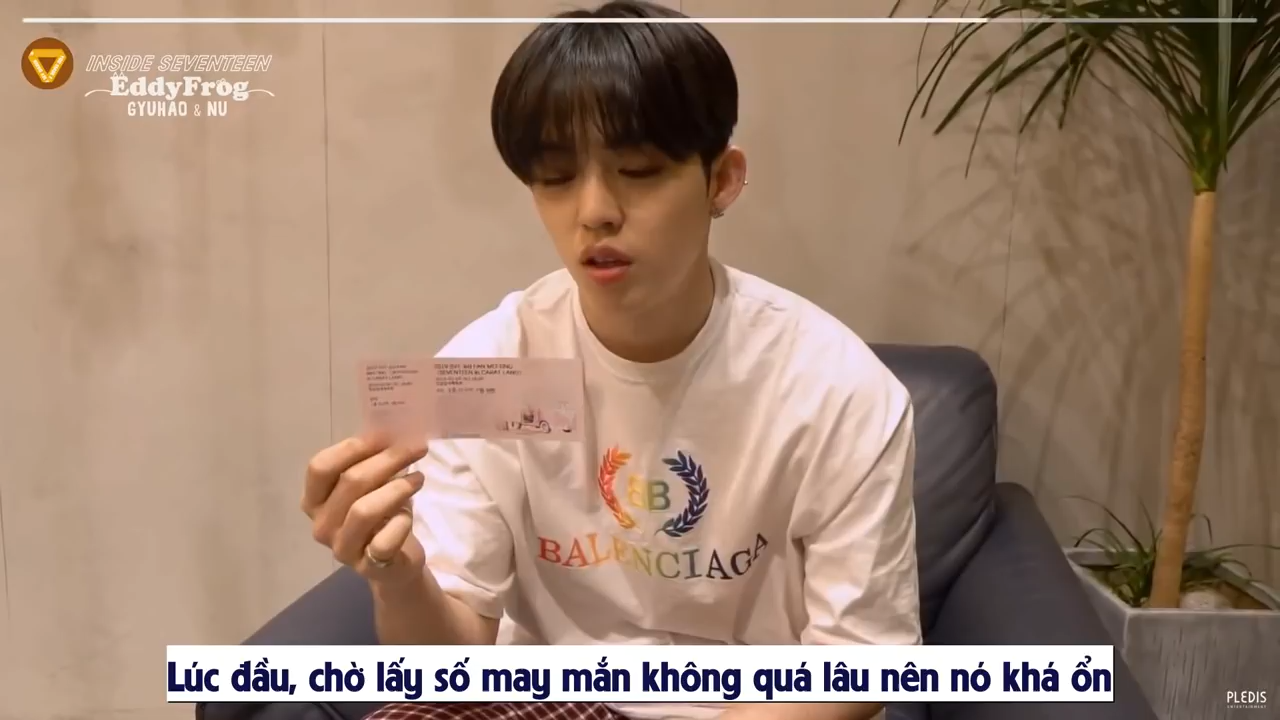 INSIDE SEVENTEEN
EddyFrog
GYUHAO & NU
BALENCIAGA
Lúc đầu, chờ lấy số may mắn không quá lâu nên nó khá ổn
PLEDIS
ENTERTAINMENT